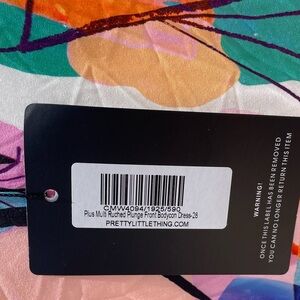 CMW4094/1925/590
Plus Multi Ruched Plunge Front Bodycon Dress-26
PRETTYLITTLETHING.COM
WARNING!
ONCE THIS LABEL HAS BEEN REMOVED
YOU CAN NO LONGER RETURN THIS ITEM